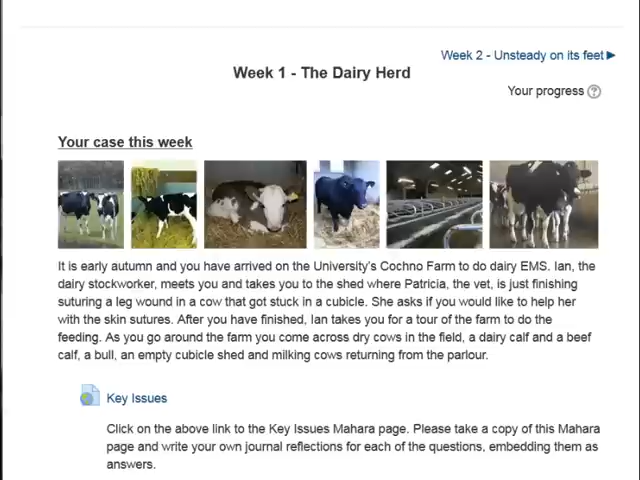 Week 2 - Unsteady on its feet ▶
Week 1 - The Dairy Herd
Your progress ?
Your case this week
It is early autumn and you have arrived on the University's Cochno Farm to do dairy EMS. Ian, the
dairy stockworker, meets you and takes you to the shed where Patricia, the vet, is just finishing
suturing a leg wound in a cow that got stuck in a cubicle. She asks if you would like to help her
with the skin sutures. After you have finished, Ian takes you for a tour of the farm to do the
feeding. As you go around the farm you come across dry cows in the field, a dairy calf and a beef
calf, a bull, an empty cubicle shed and milking cows returning from the parlour.
Key Issues
Click on the above link to the Key Issues Mahara page. Please take a copy of this Mahara
page and write your own journal reflections for each of the questions, embedding them as
answers.